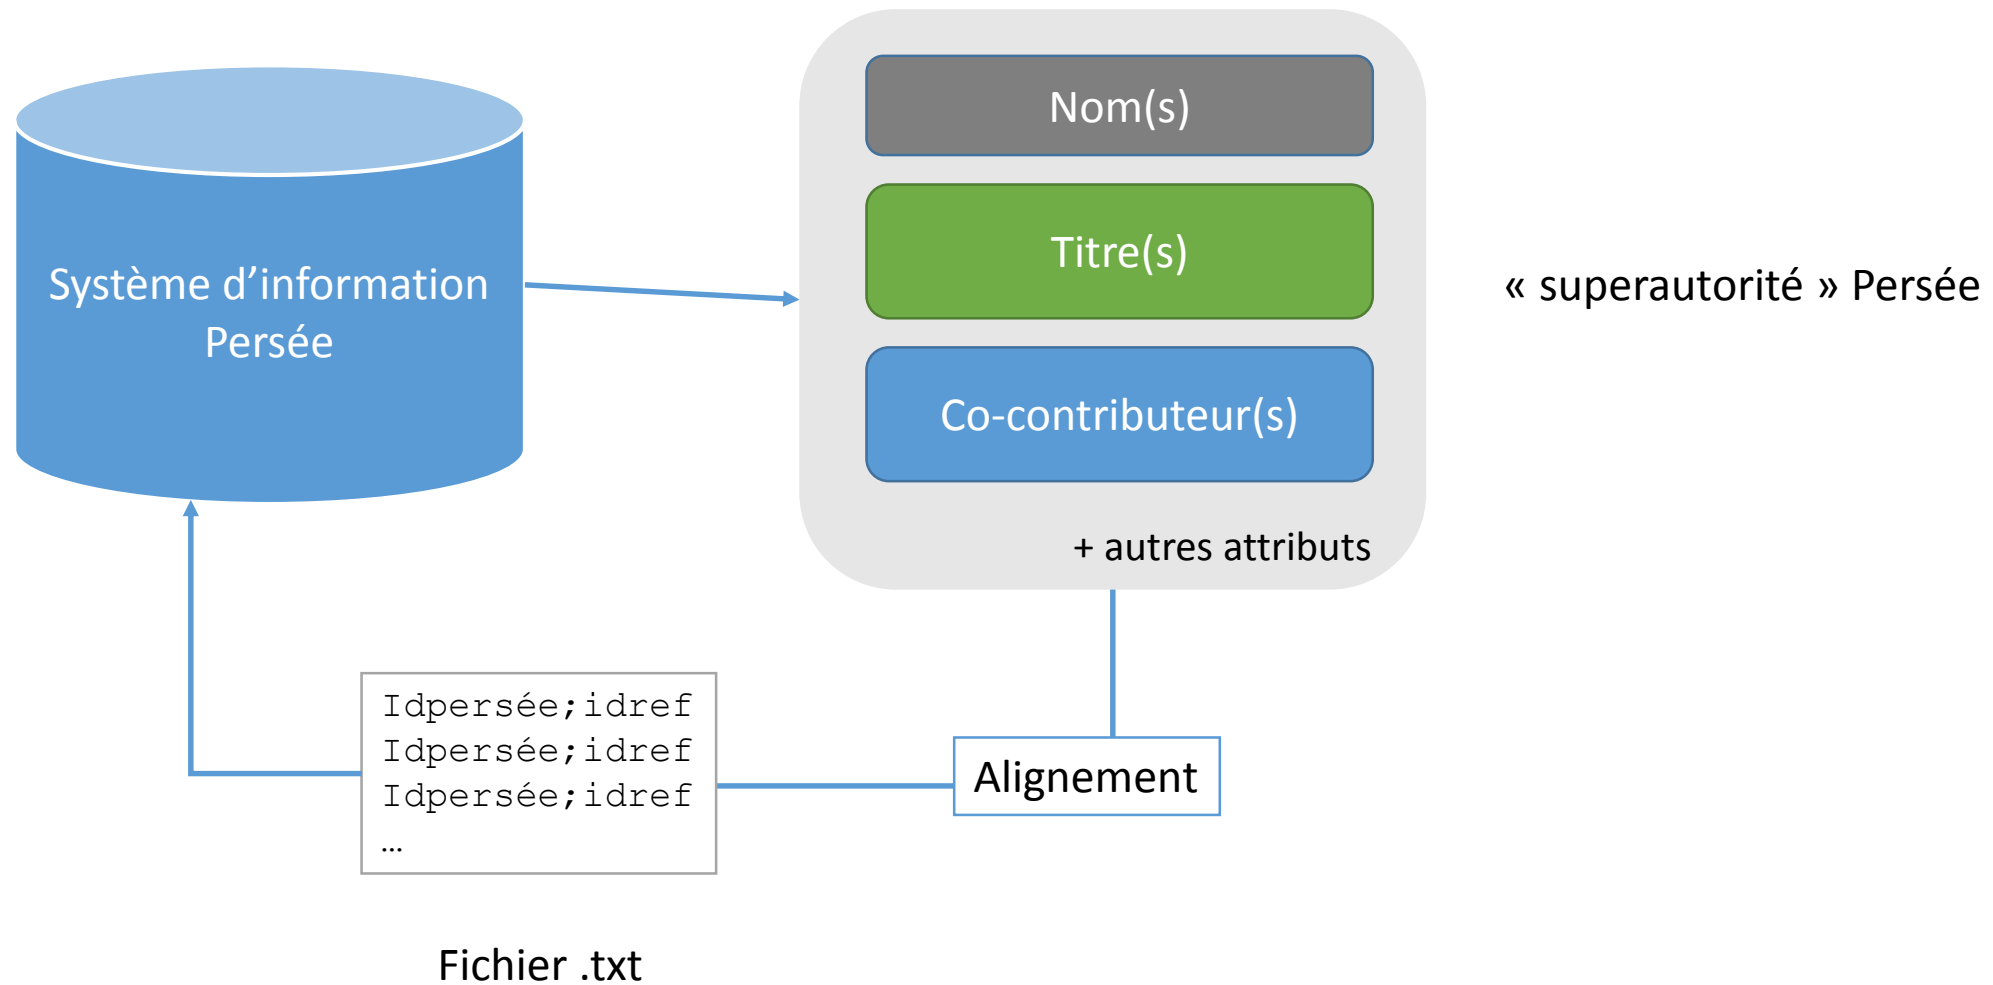 Nom(s)
Titre(s)
Système d’information
Persée
« superautorité » Persée
Co-contributeur(s)
+ autres attributs
Idpersée;idref
Idpersée;idref
Idpersée;idref
…
Alignement
Fichier .txt